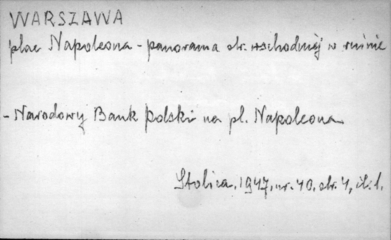 WARSZAWA
plac Napoleona - panorama str. wschodniej w ruinie
- Narodowy Bank Polski na pl. Napoleona
Stolica. 1947, nr. 40, str. 4, il. 1.